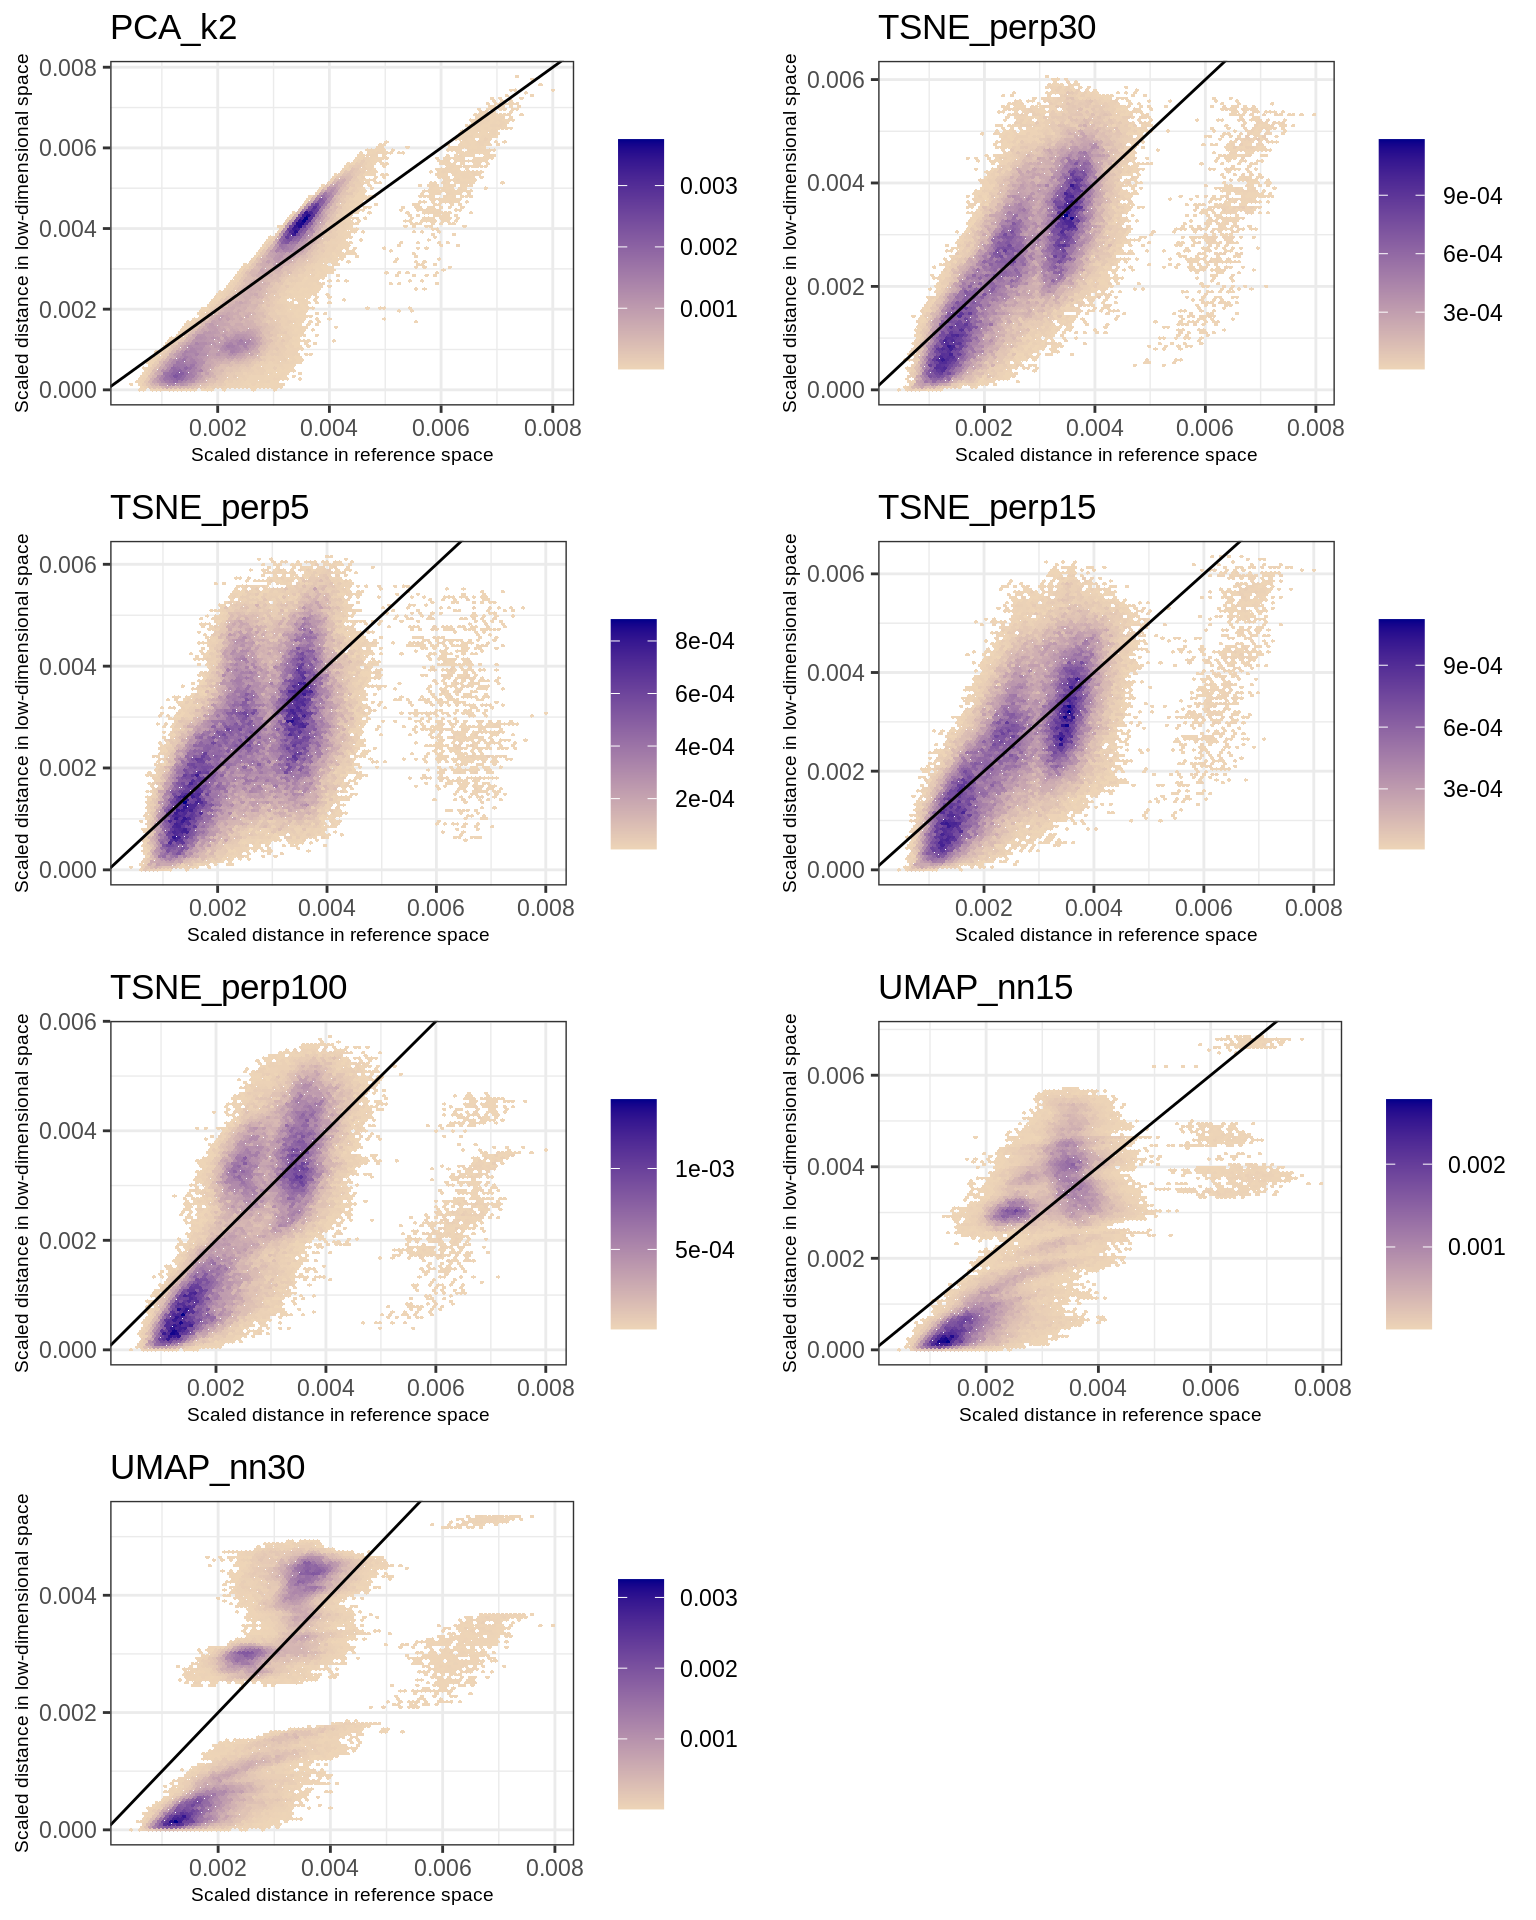 PCA_k2
Scaled distance in low-dimensional space
0.008
0.006
0.004
0.002
0.000
0.002 0.004 0.006 0.008
Scaled distance in reference space
0.003
0.002
0.001
TSNE_perp30
Scaled distance in low-dimensional space
0.006
0.004
0.002
0.000
0.002 0.004 0.006 0.008
Scaled distance in reference space
9e-04
6e-04
3e-04
TSNE_perp5
Scaled distance in low-dimensional space
0.006
0.004
0.002
0.000
0.002 0.004 0.006 0.008
Scaled distance in reference space
8e-04
6e-04
4e-04
2e-04
TSNE_perp15
Scaled distance in low-dimensional space
0.006
0.004
0.002
0.000
0.002 0.004 0.006 0.008
Scaled distance in reference space
9e-04
6e-04
3e-04
TSNE_perp100
Scaled distance in low-dimensional space
0.006
0.004
0.002
0.000
0.002 0.004 0.006 0.008
Scaled distance in reference space
1e-03
5e-04
UMAP_nn15
Scaled distance in low-dimensional space
0.006
0.004
0.002
0.000
0.002 0.004 0.006 0.008
Scaled distance in reference space
0.002
0.001
UMAP_nn30
Scaled distance in low-dimensional space
0.004
0.002
0.000
0.002 0.004 0.006 0.008
Scaled distance in reference space
0.003
0.002
0.001